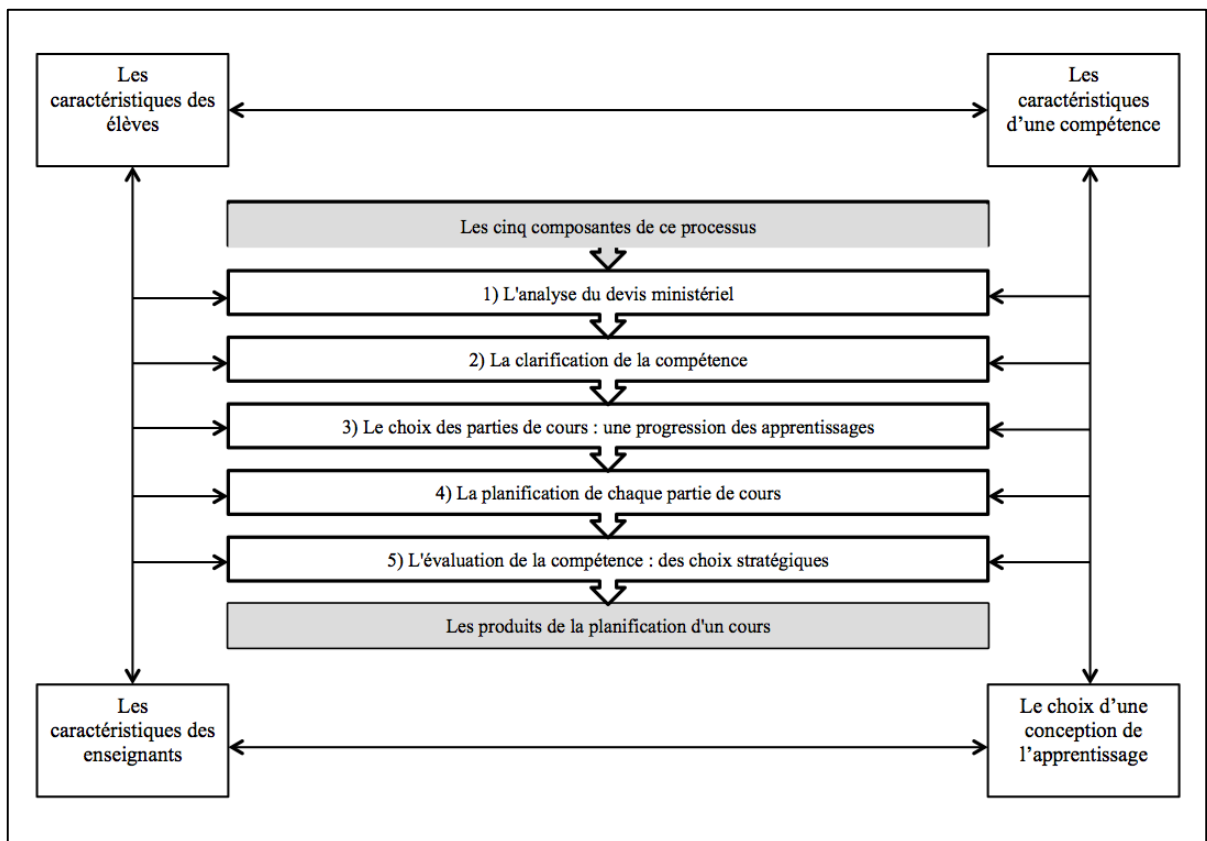 Les
caractéristiques des
élèves
Les
caractéristiques
d’une compétence
Les cinq composantes de ce processus
1) L'analyse du devis ministériel
2) La clarification de la compétence
3) Le choix des parties de cours : une progression des apprentissages
4) La planification de chaque partie de cours
5) L'évaluation de la compétence : des choix stratégiques
Les produits de la planification d'un cours
Les
caractéristiques des
enseignants
Le choix d’une
conception de
l’apprentissage